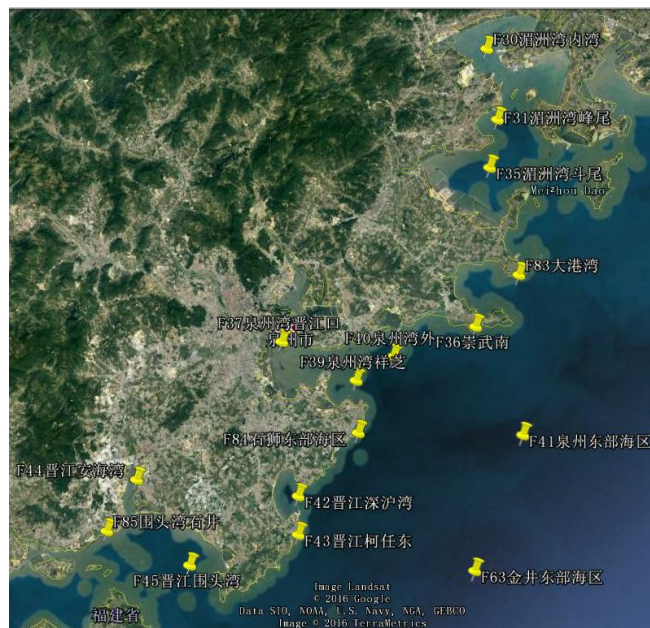 F30湄洲湾内湾
F31湄洲湾峰尾
F35湄洲湾斗尾
Meizhou Dao
F83大港湾
F37泉州湾晋江口
泉州市
F40泉州湾外
F36崇武南
F39泉州湾祥芝
F84石狮东部海区
F41泉州东部海区
F44晋江安海湾
F42晋江深沪湾
F85围头湾石井
F43晋江柯任东
F45晋江围头湾
F63金井东部海区
Image Landsat
© 2016 Google
福建省
Data SIO, NOAA, U.S. Navy, NGA, GEBCO
Image © 2016 TerraMetrics